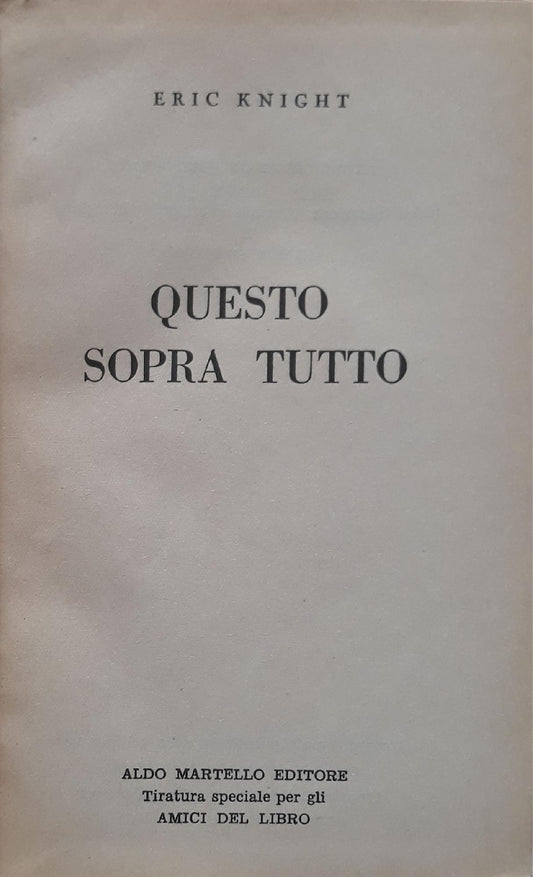 ERIC KNIGHT
QUESTO
SOPRA TUTTO
ALDO MARTELLO EDITORE
Tiratura speciale per gli
AMICI DEL LIBRO